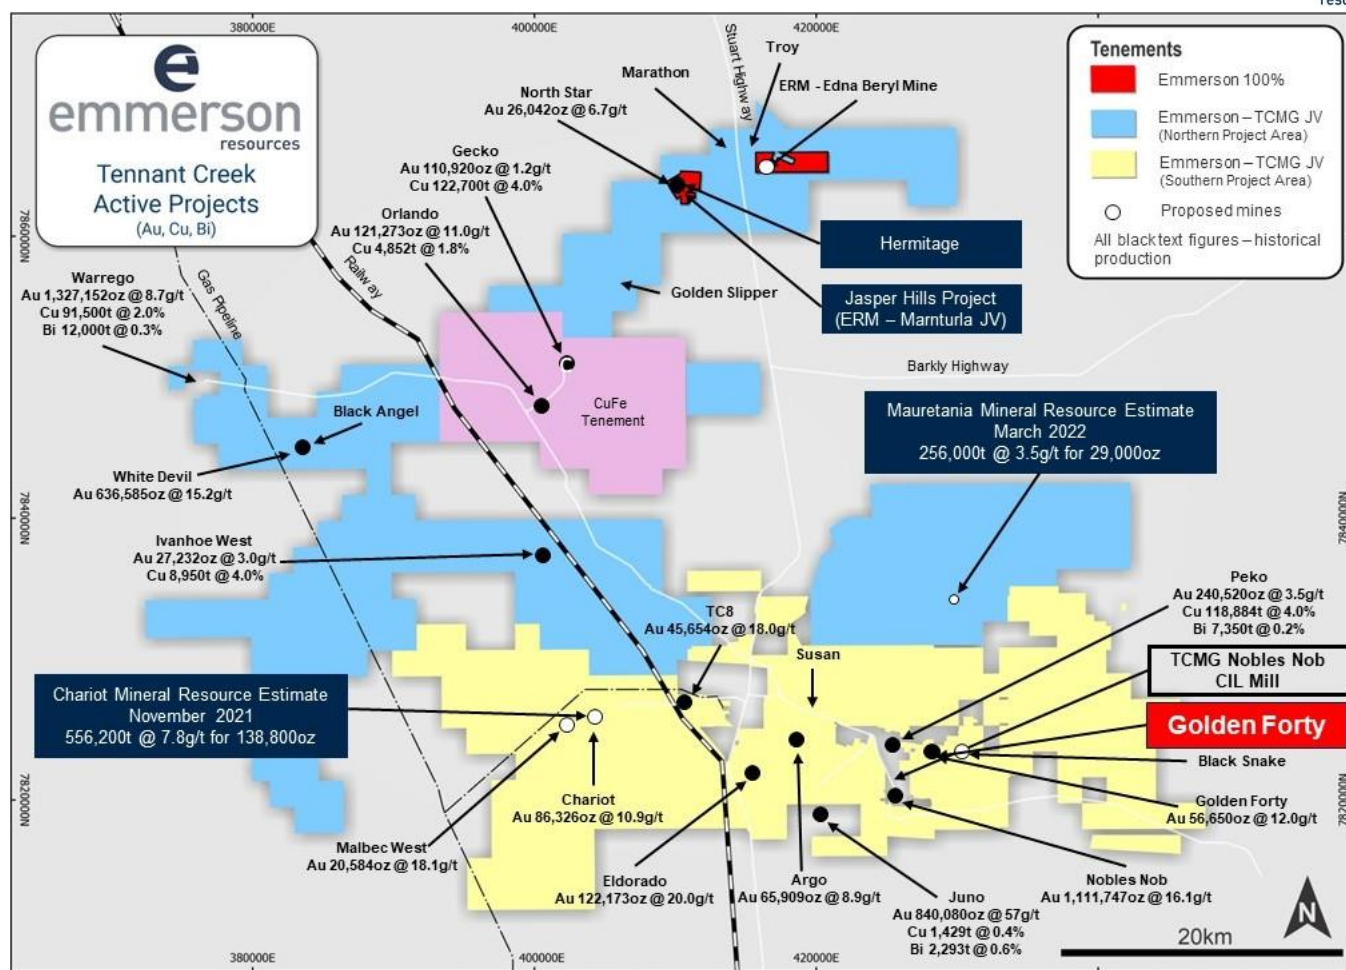 380000E
400000E
420000E
emmerson
resources
Tennant Creek
Active Projects
(Au, Cu, Bi)
Tenements
Emmerson 100%
Emmerson – TCMG JV
(Northern Project Area)
Emmerson – TCMG JV
(Southern Project Area)
Proposed mines
All black text figures – historical
production
Stuart Highway
Troy
Marathon
ERM - Edna Beryl Mine
North Star
Au 26,042oz @ 6.7g/t
Gecko
Au 110,920oz @ 1.2g/t
Cu 122,700t @ 4.0%
Orlando
Au 121,273oz @ 11.0g/t
Cu 4,852t @ 1.8%
7860000N
Hermitage
Railway
Gas Pipeline
Warrego
Au 1,327,152oz @ 8.7g/t
Cu 91,500t @ 2.0%
Bi 12,000t @ 0.3%
Golden Slipper
Jasper Hills Project
(ERM – Marnturla JV)
Barkly Highway
CuFe
Tenement
Black Angel
Mauretania Mineral Resource Estimate
March 2022
256,000t @ 3.5g/t for 29,000oz
White Devil
Au 636,585oz @ 15.2g/t
7840000N
7840000N
Ivanhoe West
Au 27,232oz @ 3.0g/t
Cu 8,950t @ 4.0%
Peko
Au 240,520oz @ 3.5g/t
Cu 118,884t @ 4.0%
Bi 7,350t @ 0.2%
TC8
Au 45,654oz @ 18.0g/t
Susan
TCMG Nobles Nob
CIL Mill
Chariot Mineral Resource Estimate
November 2021
556,200t @ 7.8g/t for 138,800oz
Golden Forty
Black Snake
7820000N
7820000N
Chariot
Au 86,326oz @ 10.9g/t
Golden Forty
Au 56,650oz @ 12.0g/t
Malbec West
Au 20,584oz @ 18.1g/t
Eldorado
Au 122,173oz @ 20.0g/t
Argo
Au 65,909oz @ 8.9g/t
Juno
Au 840,080oz @ 57g/t
Cu 1,429t @ 0.4%
Bi 2,293t @ 0.6%
Nobles Nob
Au 1,111,747oz @ 16.1g/t
N
20km
380000E
400000E
420000E